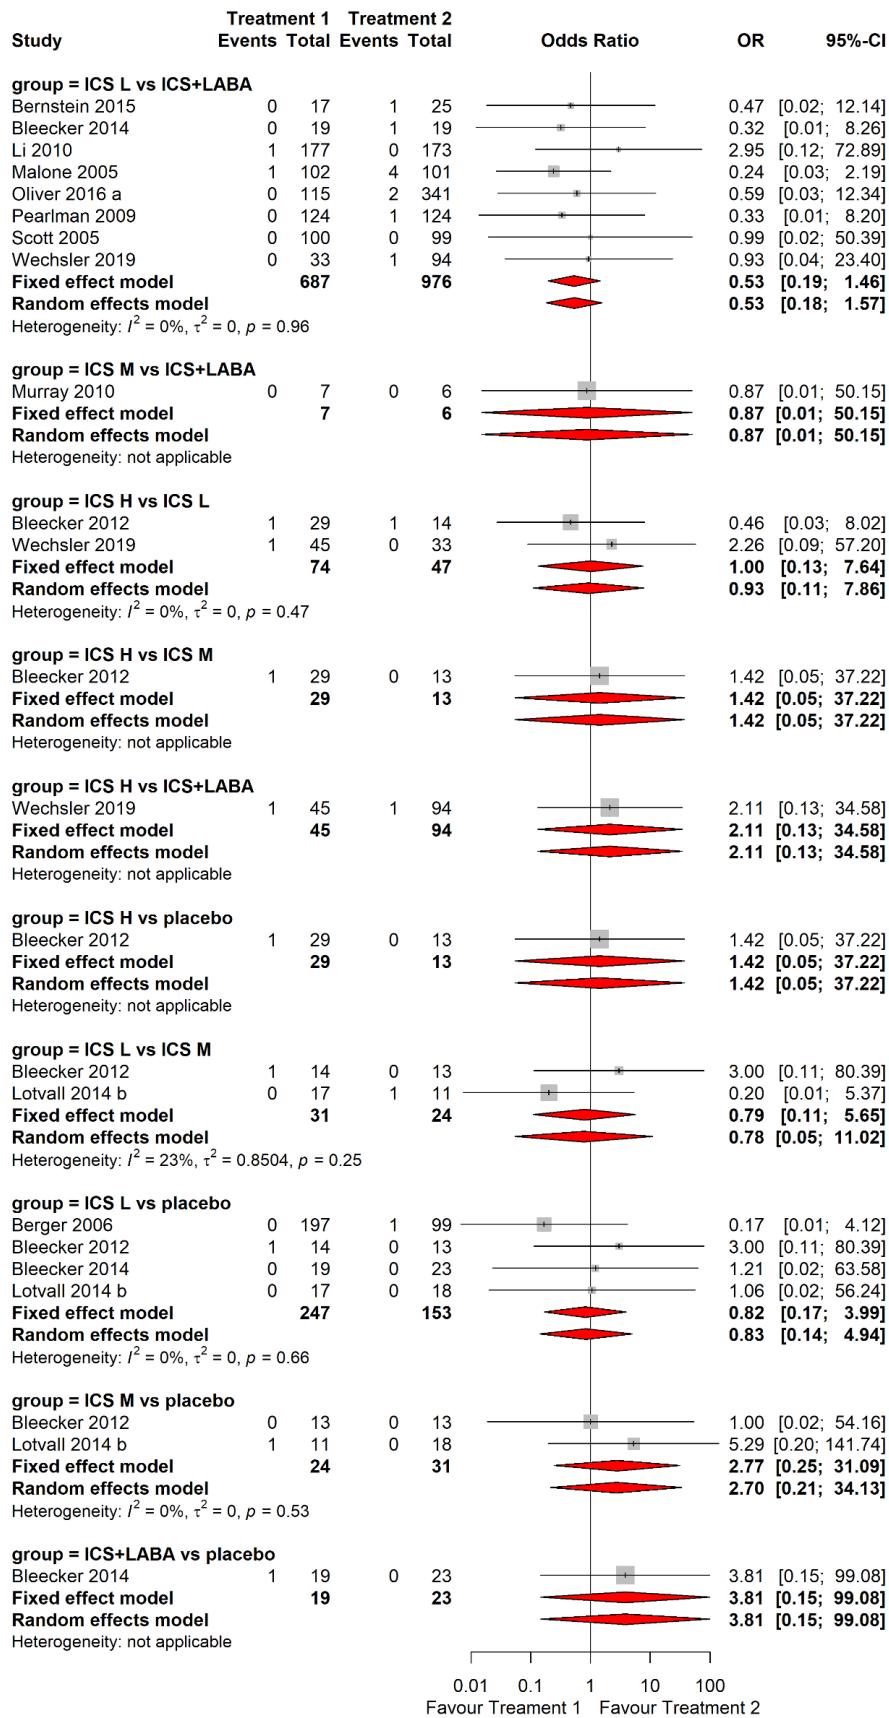 Treatment 1 Treatment 2
Study Events Total Events Total Odds Ratio OR 95%-CI
group = ICS L vs ICS+LABA
Bernstein 2015 0 17 1 25 0.47 [0.02; 12.14]
Bleecker 2014 0 19 1 19 0.32 [0.01; 8.26]
Li 2010 1 177 0 173 2.95 [0.12; 72.89]
Malone 2005 1 102 4 101 0.24 [0.03; 2.19]
Oliver 2016 a 0 115 2 341 0.59 [0.03; 12.34]
Pearlman 2009 0 124 1 124 0.33 [0.01; 8.20]
Scott 2005 0 100 0 99 0.99 [0.02; 50.39]
Wechsler 2019 0 33 1 94 0.93 [0.04; 23.40]
Fixed effect model 687 976 0.53 [0.19; 1.46]
Random effects model 0.53 [0.18; 1.57]
Heterogeneity: I² = 0%, τ² = 0, p = 0.96
group = ICS M vs ICS+LABA
Murray 2010 0 7 0 6 0.87 [0.01; 50.15]
Fixed effect model 7 6 0.87 [0.01; 50.15]
Random effects model 0.87 [0.01; 50.15]
Heterogeneity: not applicable
group = ICS H vs ICS L
Bleecker 2012 1 29 1 14 0.46 [0.03; 8.02]
Wechsler 2019 1 45 0 33 2.26 [0.09; 57.20]
Fixed effect model 74 47 1.00 [0.13; 7.64]
Random effects model 0.93 [0.11; 7.86]
Heterogeneity: I² = 0%, τ² = 0, p = 0.47
group = ICS H vs ICS M
Bleecker 2012 1 29 0 13 1.42 [0.05; 37.22]
Fixed effect model 29 13 1.42 [0.05; 37.22]
Random effects model 1.42 [0.05; 37.22]
Heterogeneity: not applicable
group = ICS H vs ICS+LABA
Wechsler 2019 1 45 1 94 2.11 [0.13; 34.58]
Fixed effect model 45 94 2.11 [0.13; 34.58]
Random effects model 2.11 [0.13; 34.58]
Heterogeneity: not applicable
group = ICS H vs placebo
Bleecker 2012 1 29 0 13 1.42 [0.05; 37.22]
Fixed effect model 29 13 1.42 [0.05; 37.22]
Random effects model 1.42 [0.05; 37.22]
Heterogeneity: not applicable
group = ICS L vs ICS M
Bleecker 2012 1 14 0 13 3.00 [0.11; 80.39]
Lotvall 2014 b 0 17 1 11 0.20 [0.01; 5.37]
Fixed effect model 31 24 0.79 [0.11; 5.65]
Random effects model 0.78 [0.05; 11.02]
Heterogeneity: I² = 23%, τ² = 0.8504, p = 0.25
group = ICS L vs placebo
Berger 2006 0 197 1 99 0.17 [0.01; 4.12]
Bleecker 2012 1 14 0 13 3.00 [0.11; 80.39]
Bleecker 2014 0 19 0 23 1.21 [0.02; 63.58]
Lotvall 2014 b 0 17 0 18 1.06 [0.02; 56.24]
Fixed effect model 247 153 0.82 [0.17; 3.99]
Random effects model 0.83 [0.14; 4.94]
Heterogeneity: I² = 0%, τ² = 0, p = 0.66
group = ICS M vs placebo
Bleecker 2012 0 13 0 13 1.00 [0.02; 54.16]
Lotvall 2014 b 1 11 0 18 5.29 [0.20; 141.74]
Fixed effect model 24 31 2.77 [0.25; 31.09]
Random effects model 2.70 [0.21; 34.13]
Heterogeneity: I² = 0%, τ² = 0, p = 0.53
group = ICS+LABA vs placebo
Bleecker 2014 1 19 0 23 3.81 [0.15; 99.08]
Fixed effect model 19 23 3.81 [0.15; 99.08]
Random effects model 3.81 [0.15; 99.08]
Heterogeneity: not applicable
0.01 0.1 1 10 100
Favour Treament 1 Favour Treatment 2